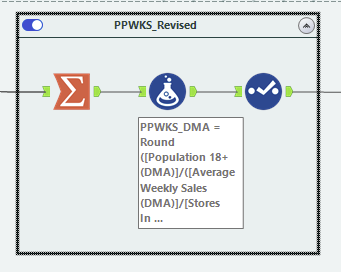 PPWKS_Revised
PPWKS_DMA =
Round
([Population 18+
(DMA)]/([Average
Weekly Sales
(DMA)]/[Stores
In ...